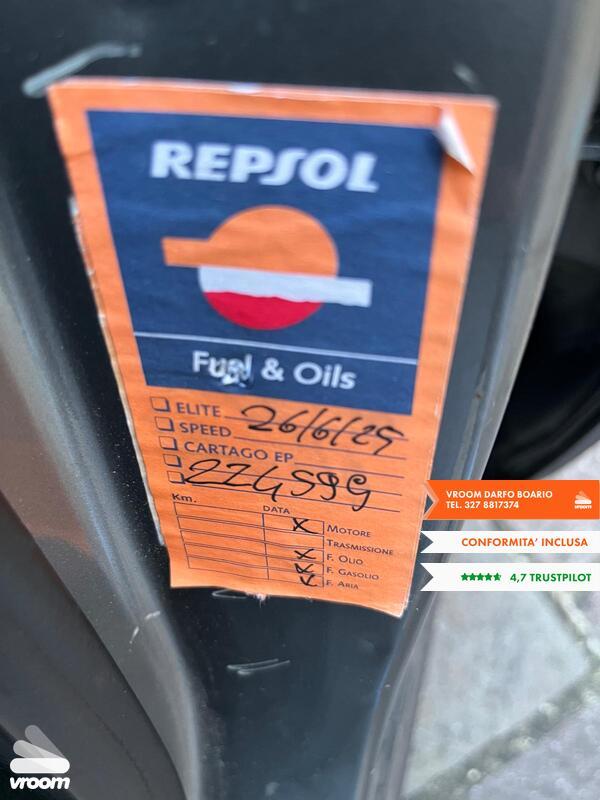 REPSOL
Fuel & Oils
ELITE 26/6/25
SPEED
CARTAGO EP
224599
Km. DATA
X MOTORE
TRASMISSIONE
X F. OLIO
X F. GASOLIO
X F. ARIA
VROOM DARFO BOARIO
TEL. 327 8817374
vroom
CONFORMITA' INCLUSA
4,7 TRUSTPILOT
vroom